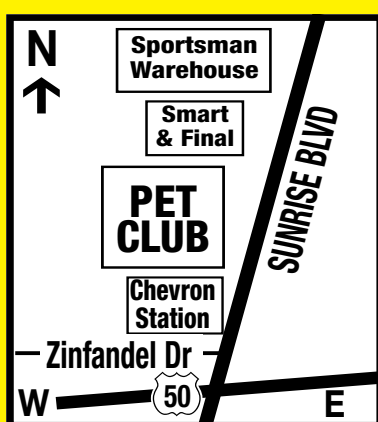 N
Sportsman
Warehouse
Smart
& Final
PET
CLUB
SUNRISE BLVD
Chevron
Station
Zinfandel Dr
W
50
E